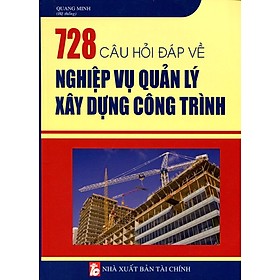 QUANG MINH
(Hệ thống)
728 CÂU HỎI ĐÁP VỀ
NGHIỆP VỤ QUẢN LÝ
XÂY DỰNG CÔNG TRÌNH
NHÀ XUẤT BẢN TÀI CHÍNH